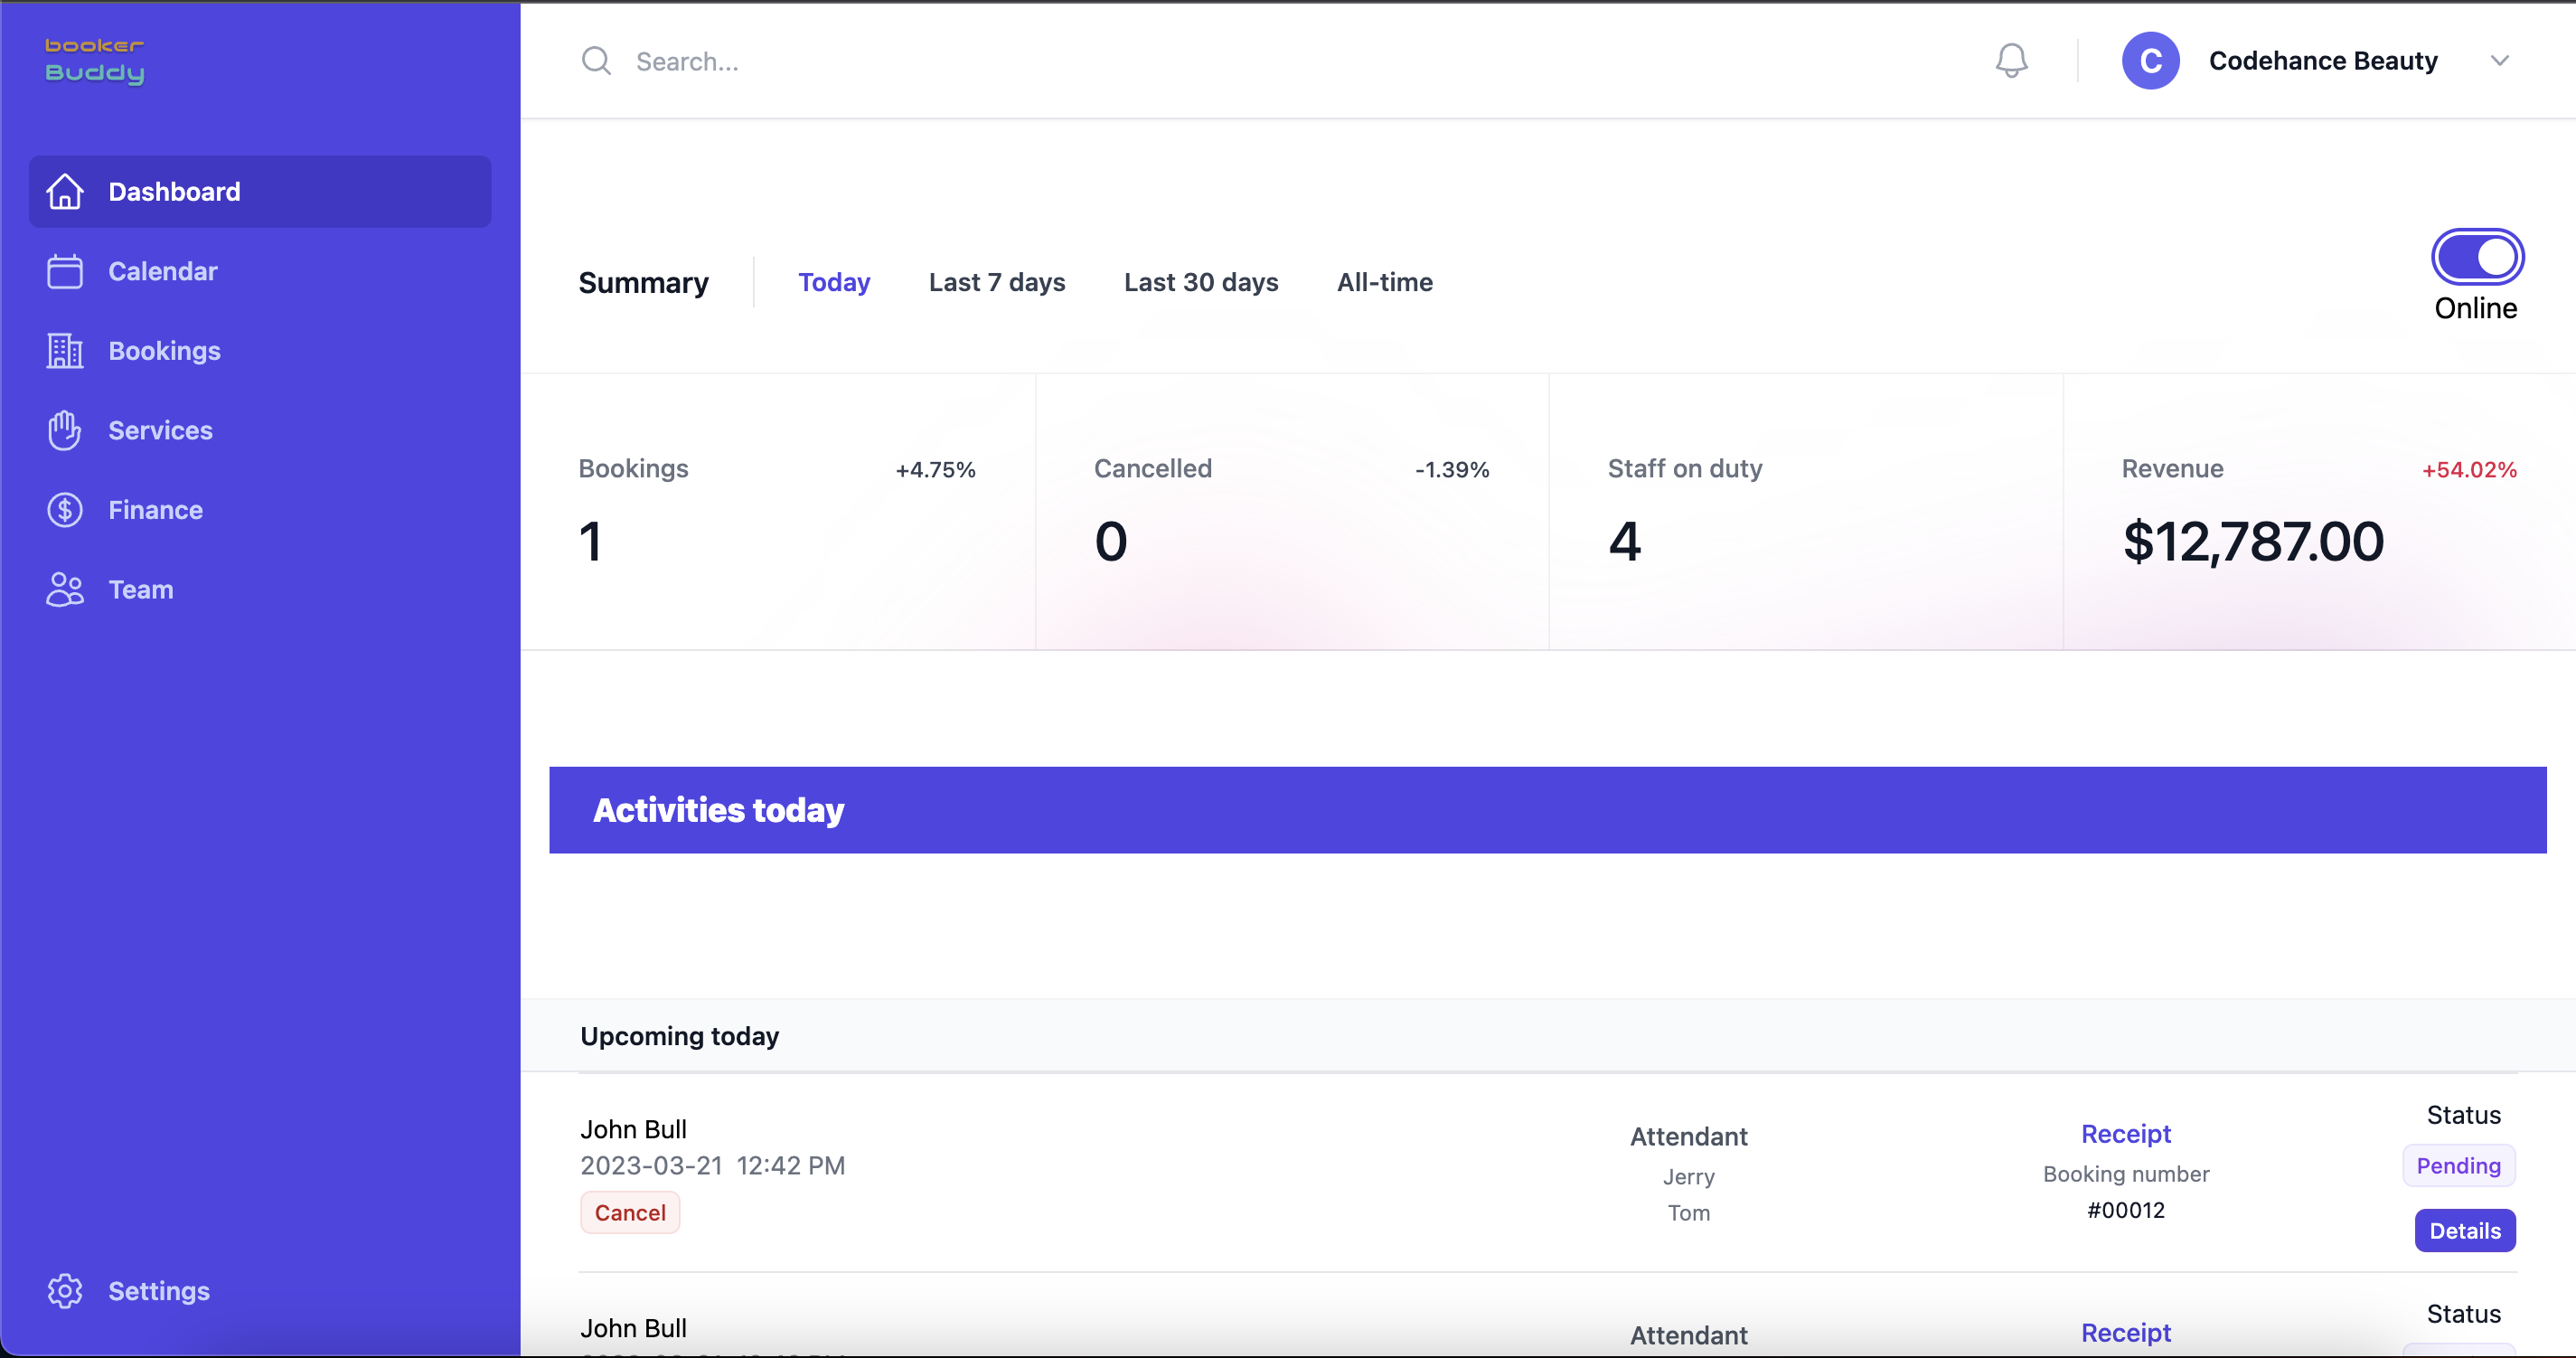 booker
Buddy
Search...
C
Codehance Beauty
Dashboard
Calendar
Bookings
Services
Finance
Team
Settings
Summary
Today
Last 7 days
Last 30 days
All-time
Online
Bookings
+4.75%
1
Cancelled
-1.39%
0
Staff on duty
4
Revenue
+54.02%
$12,787.00
Activities today
Upcoming today
John Bull
2023-03-21 12:42 PM
Cancel
Attendant
Jerry
Tom
Receipt
Booking number
#00012
Status
Pending
Details
John Bull
Attendant
Receipt
Status